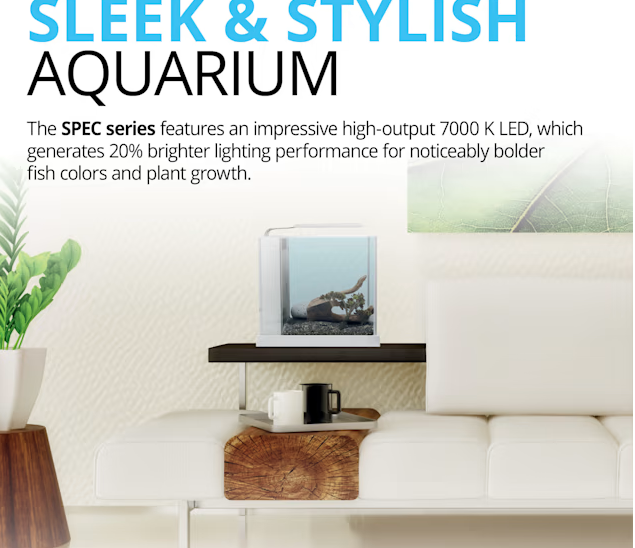 SLEEK & STYLISH
AQUARIUM
The SPEC series features an impressive high-output 7000 K LED, which
generates 20% brighter lighting performance for noticeably bolder
fish colors and plant growth.